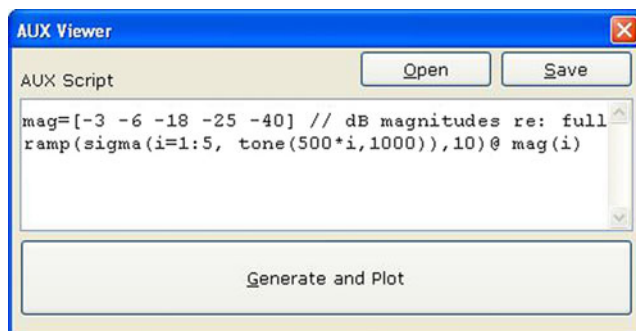 AUX Viewer
AUX Script
Open
Save
mag=[-3 -6 -18 -25 -40] // dB magnitudes re: full
ramp(sigma(i=1:5, tone(500*i,1000)),10)@ mag(i)
Generate and Plot